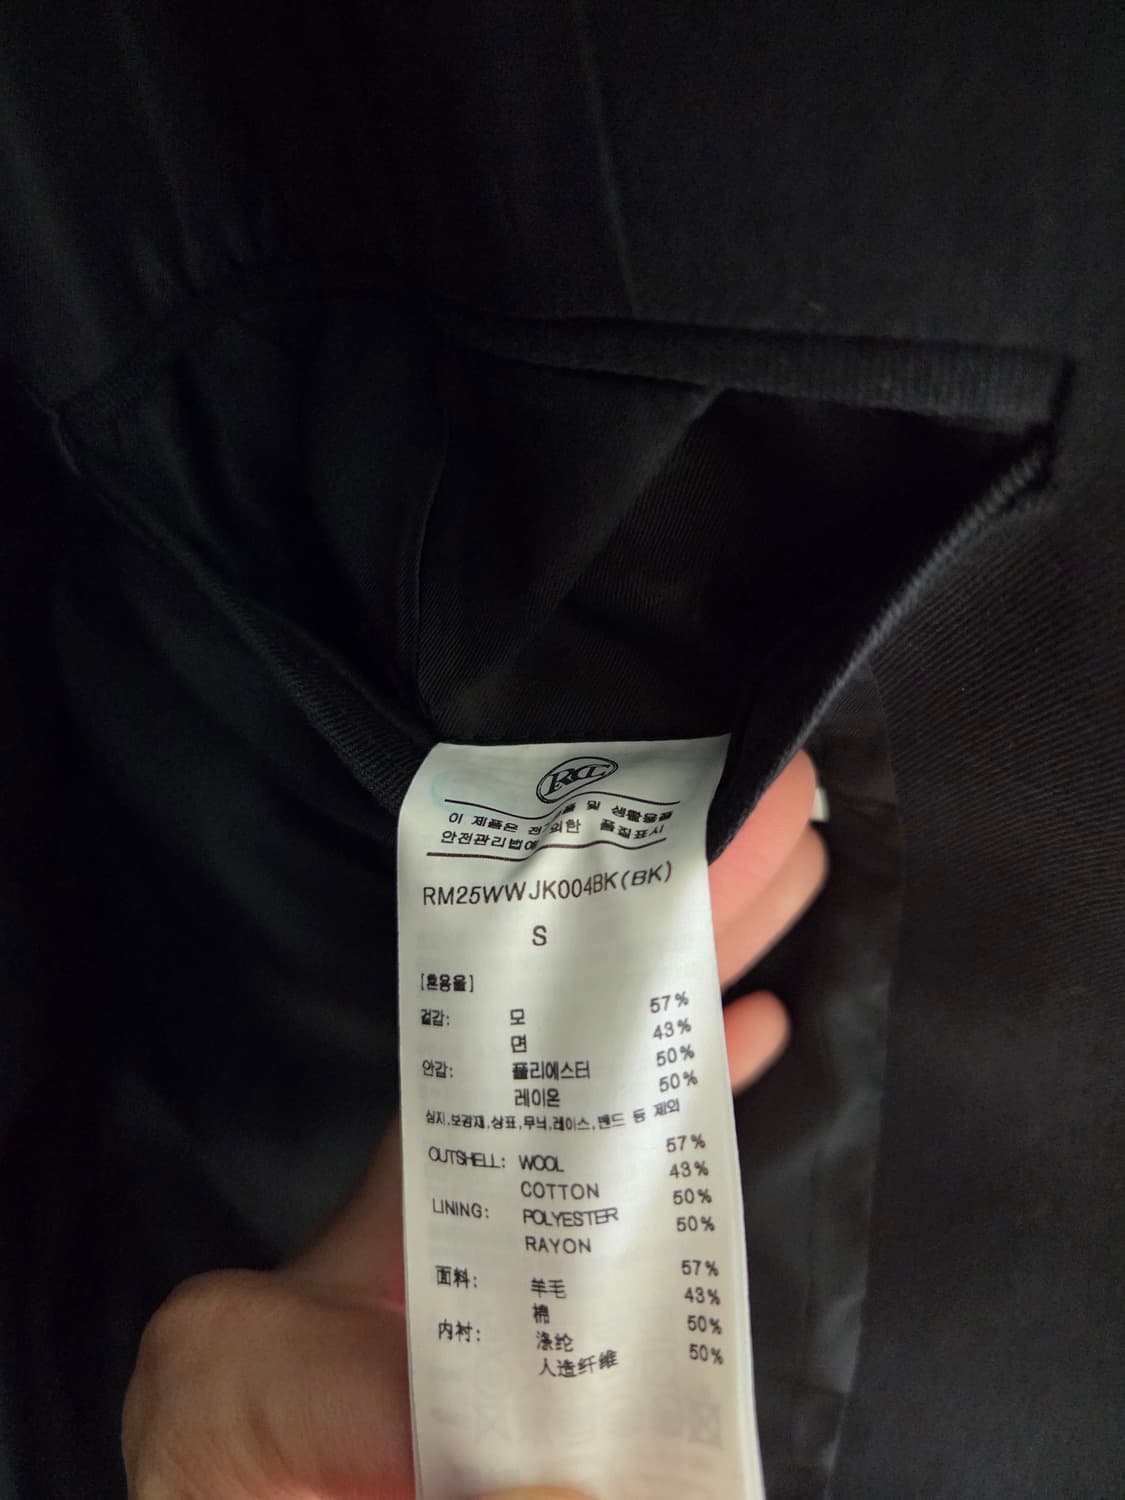 RCT
이 제품은 전 품 및 생활용품
안전관리법에 의한 품질표시
RM25WWJK004BK(BK)
S
[혼용율]
겉감: 모 57%
면 43%
안감: 폴리에스터 50%
레이온 50%
심지,보강재,상표,무늬,레이스,밴드 등 제외
OUTSHELL: WOOL 57%
COTTON 43%
LINING: POLYESTER 50%
RAYON 50%
面料: 羊毛 57%
棉 43%
内衬: 涤纶 50%
人造纤维 50%